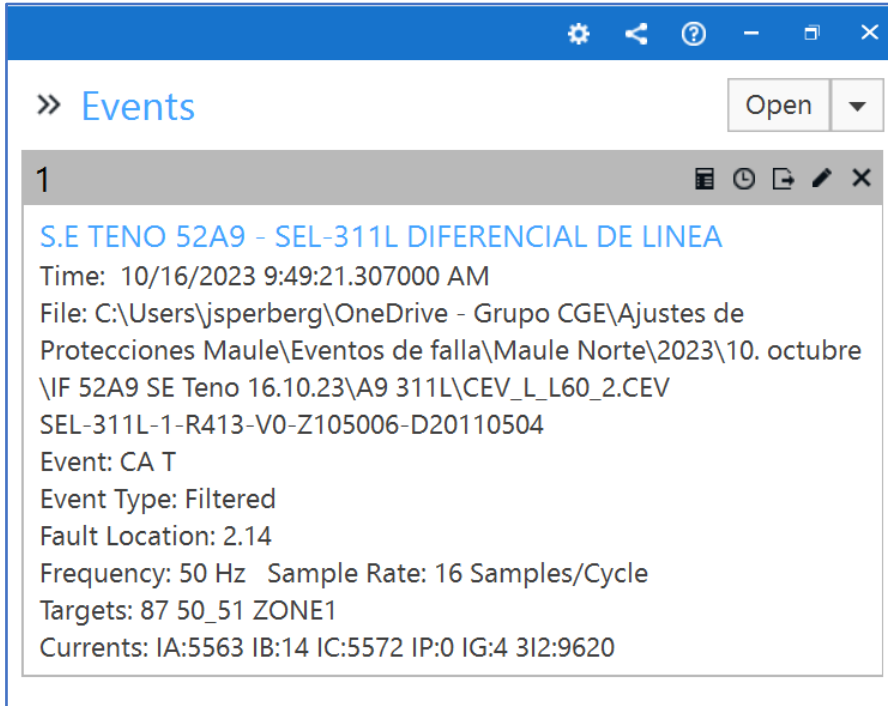 Events
Open
1
S.E TENO 52A9 - SEL-311L DIFERENCIAL DE LINEA
Time:  10/16/2023 9:49:21.307000 AM
File: C:\Users\jsperberg\OneDrive - Grupo CGE\Ajustes de
Protecciones Maule\Eventos de falla\Maule Norte\2023\10. octubre
\IF 52A9 SE Teno 16.10.23\A9 311L\CEV_L_L60_2.CEV
SEL-311L-1-R413-V0-Z105006-D20110504
Event: CA T
Event Type: Filtered
Fault Location: 2.14
Frequency: 50 Hz   Sample Rate: 16 Samples/Cycle
Targets: 87 50_51 ZONE1
Currents: IA:5563 IB:14 IC:5572 IP:0 IG:4 3I2:9620